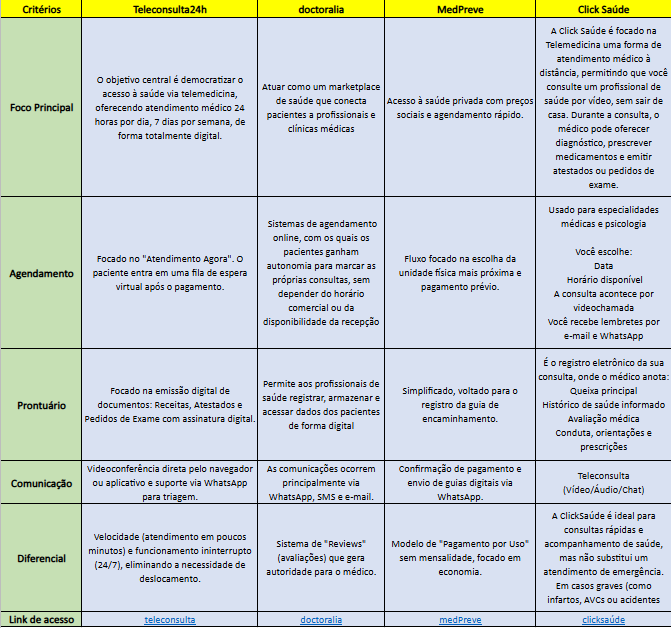 Critérios
Teleconsulta24h
doctoralia
MedPreve
Click Saúde
Foco Principal
O objetivo central é democratizar o
acesso à saúde via telemedicina,
oferecendo atendimento médico 24
horas por dia, 7 dias por semana, de
forma totalmente digital.
Atuar como um marketplace
de saúde que conecta
pacientes a profissionais e
clínicas médicas
Acesso à saúde privada com preços
sociais e agendamento rápido.
A Click Saúde é focado na
Telemedicina uma forma de
atendimento médico à
distância, permitindo que você
consulte um profissional de
saúde por vídeo, sem sair de
casa. Durante a consulta, o
médico pode oferecer
diagnóstico, prescrever
medicamentos e emitir
atestados ou pedidos de
exame.
Agendamento
Focado no "Atendimento Agora". O
paciente entra em uma fila de espera
virtual após o pagamento.
Sistemas de agendamento
online, com os quais os
pacientes ganham
autonomia para marcar as
próprias consultas, sem
depender do horário
comercial ou da
disponibilidade da recepção
Fluxo focado na escolha da
unidade física mais próxima e
pagamento prévio.
Usado para especialidades
médicas e psicologia
Você escolhe:
Data
Horário disponível
A consulta acontece por
videochamada
Você recebe lembretes por
e-mail e WhatsApp
Prontuário
Focado na emissão digital de
documentos: Receitas, Atestados e
Pedidos de Exame com assinatura digital.
Permite aos profissionais de
saúde registrar, armazenar e
acessar dados dos pacientes
de forma digital
Simplificado, voltado para o
registro da guia de
encaminhamento.
É o registro eletrônico da sua
consulta, onde o médico anota:
Queixa principal
Histórico de saúde informado
Avaliação médica
Conduta, orientações e
prescrições
Comunicação
Videoconferência direta pelo navegador
ou aplicativo e suporte via WhatsApp
para triagem.
As comunicações ocorrem
principalmente via
WhatsApp, SMS e e-mail.
Confirmação de pagamento e
envio de guias digitais via
WhatsApp.
Teleconsulta
(Vídeo/Áudio/Chat)
Diferencial
Velocidade (atendimento em poucos
minutos) e funcionamento ininterrupto
(24/7), eliminando a necessidade de
deslocamento.
Sistema de "Reviews"
(avaliações) que gera
autoridade para o médico.
Modelo de "Pagamento por Uso"
sem mensalidade, focado em
economia.
A ClickSaúde é ideal para
consultas rápidas e
acompanhamento de saúde,
mas não substitui um
atendimento de emergência.
Em casos graves (como
infartos, AVCs ou acidentes
Link de acesso
teleconsulta
doctoralia
medPreve
clicksaúde